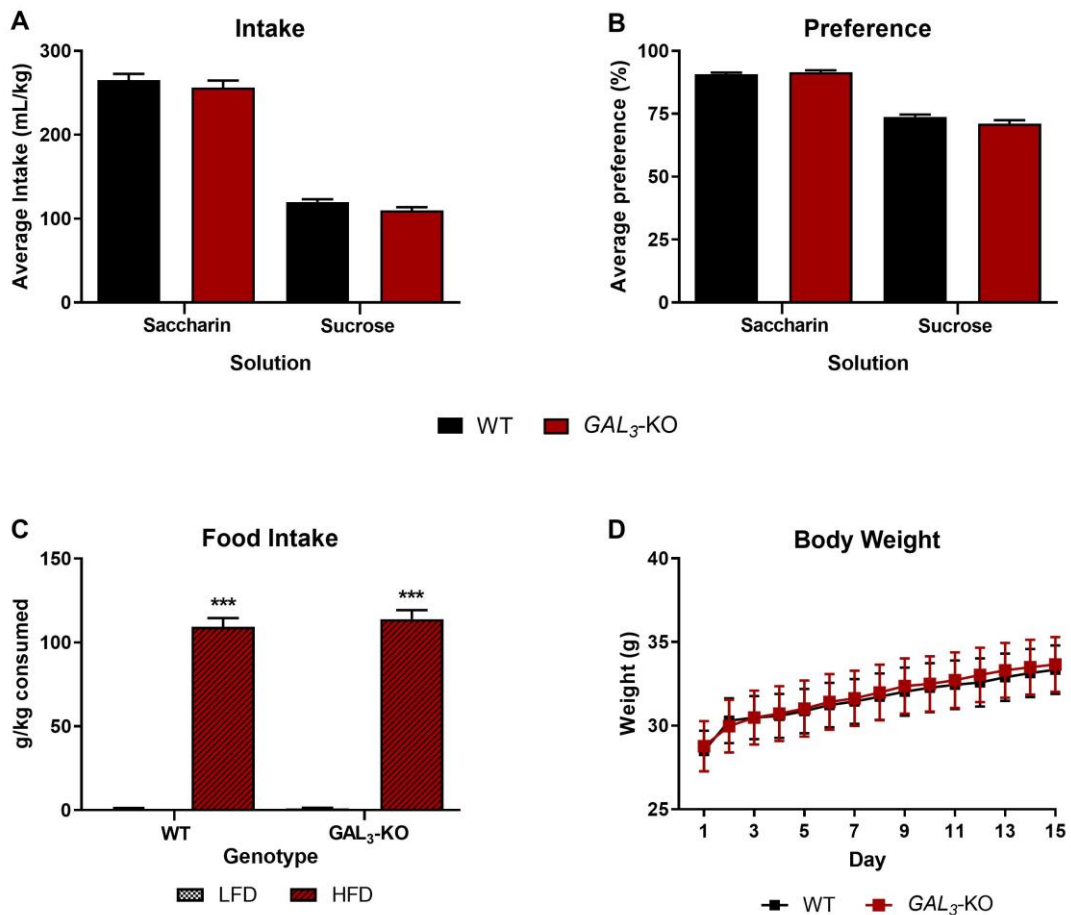 A
Intake
Average Intake (mL/kg)
300
200
100
0
Saccharin
Sucrose
Solution
B
Preference
Average preference (%)
100
75
50
25
0
Saccharin
Sucrose
Solution
WT
GAL3-KO
C
Food Intake
g/kg consumed
150
100
50
0
***
***
WT
GAL3-KO
Genotype
LFD
HFD
D
Body Weight
Weight (g)
40
35
30
25
1 3 5 7 9 11 13 15
Day
WT
GAL3-KO